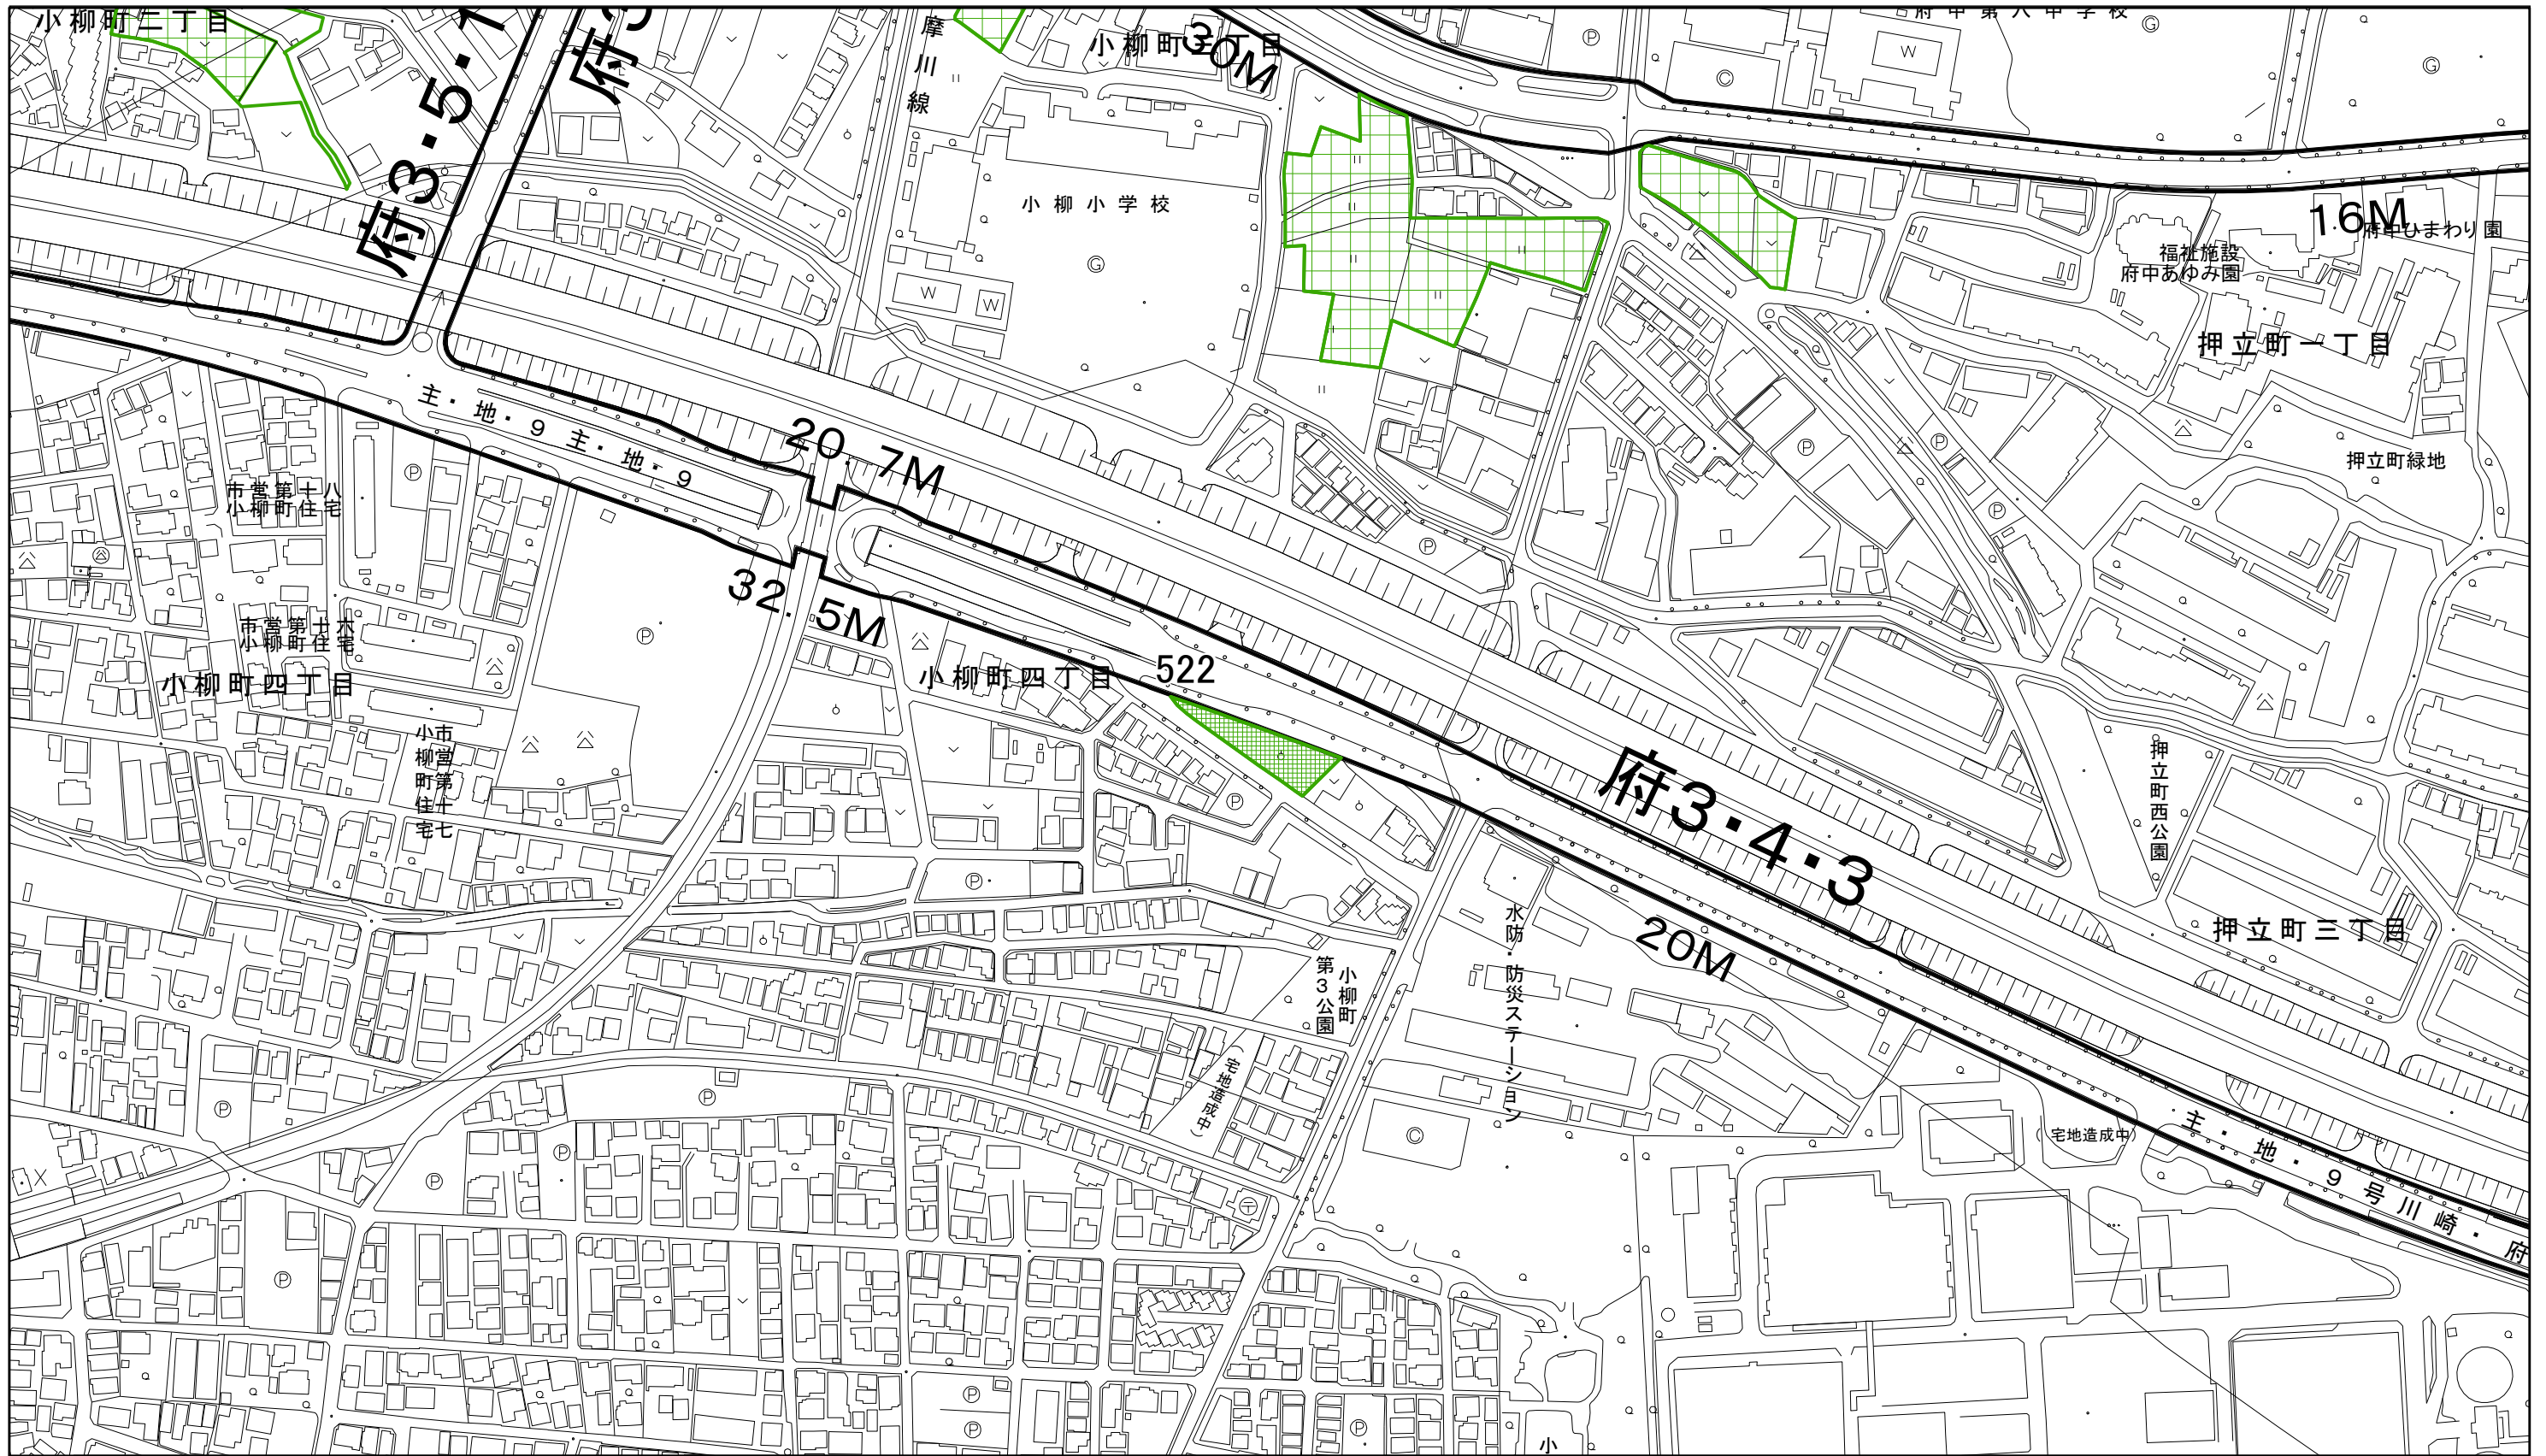 小柳町二丁目
府3・5・1
府3
摩川線
小柳町三丁目
30M
府中第八中学校
小柳小学校
16M
府中ひまわり園
福祉施設
府中あゆみ園
押立町一丁目
押立町緑地
主・地・9 主・地・9
20.7M
市営第十八
小柳町住宅
32.5M
市営第十六
小柳町住宅
小柳町四丁目
小柳町四丁目
522
市営第十七
小柳町住宅
府3・4・3
押立町西公園
押立町三丁目
20M
水防・防災ステーション
小柳町
第3公園
(宅地造成中)
(宅地造成中)
主・地・9号川崎・府
小